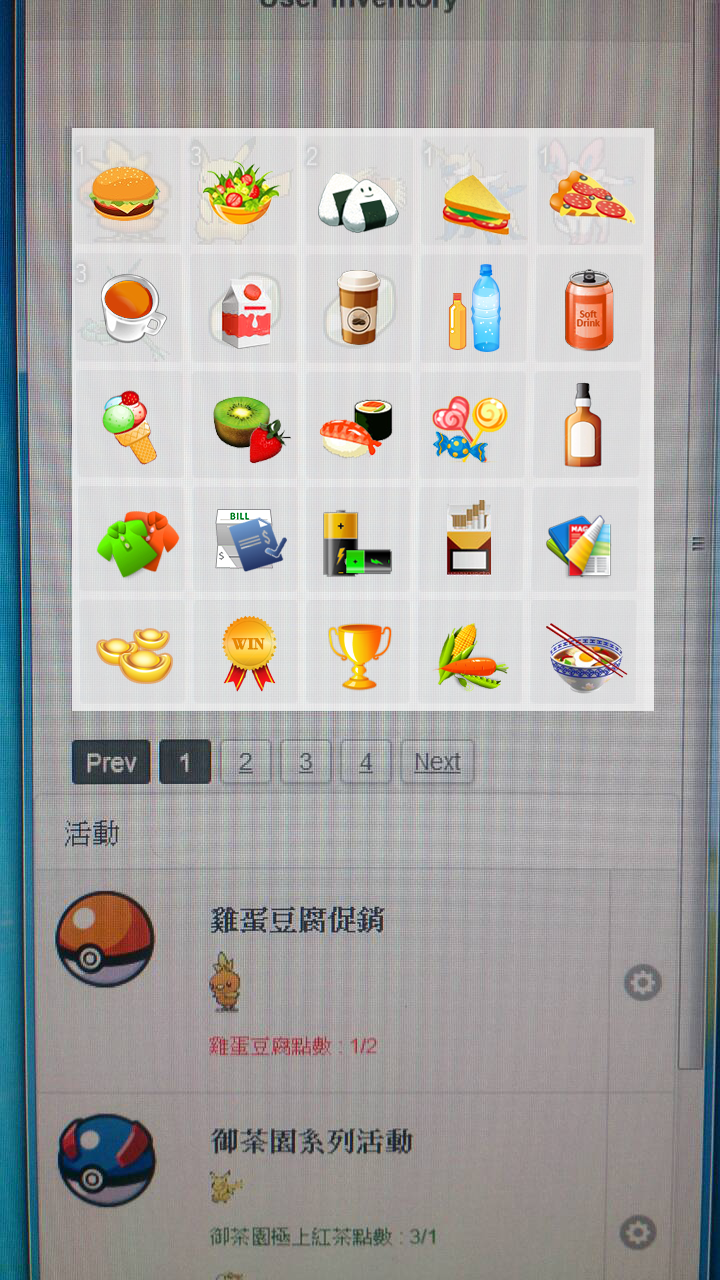 User Inventory
1
3
2
1
1
3
Soft
Drink
BILL
$
$
MAG
WIN
Prev 1 2 3 4 Next
活動
雞蛋豆腐促銷
雞蛋豆腐點數 : 1/2
御茶園系列活動
御茶園極上紅茶點數 : 3/1